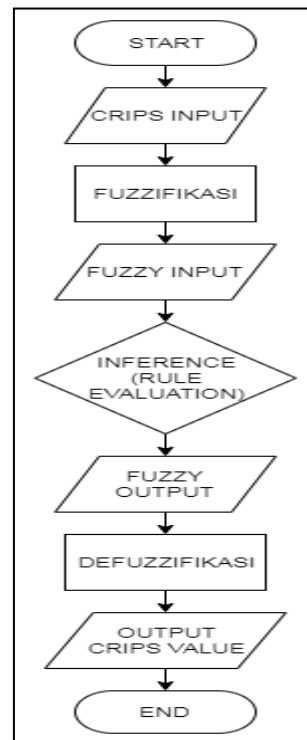 START
CRIPS INPUT
FUZZIFIKASI
FUZZY INPUT
INFERENCE
(RULE
EVALUATION)
FUZZY
OUTPUT
DEFUZZIFIKASI
OUTPUT
CRIPS VALUE
END